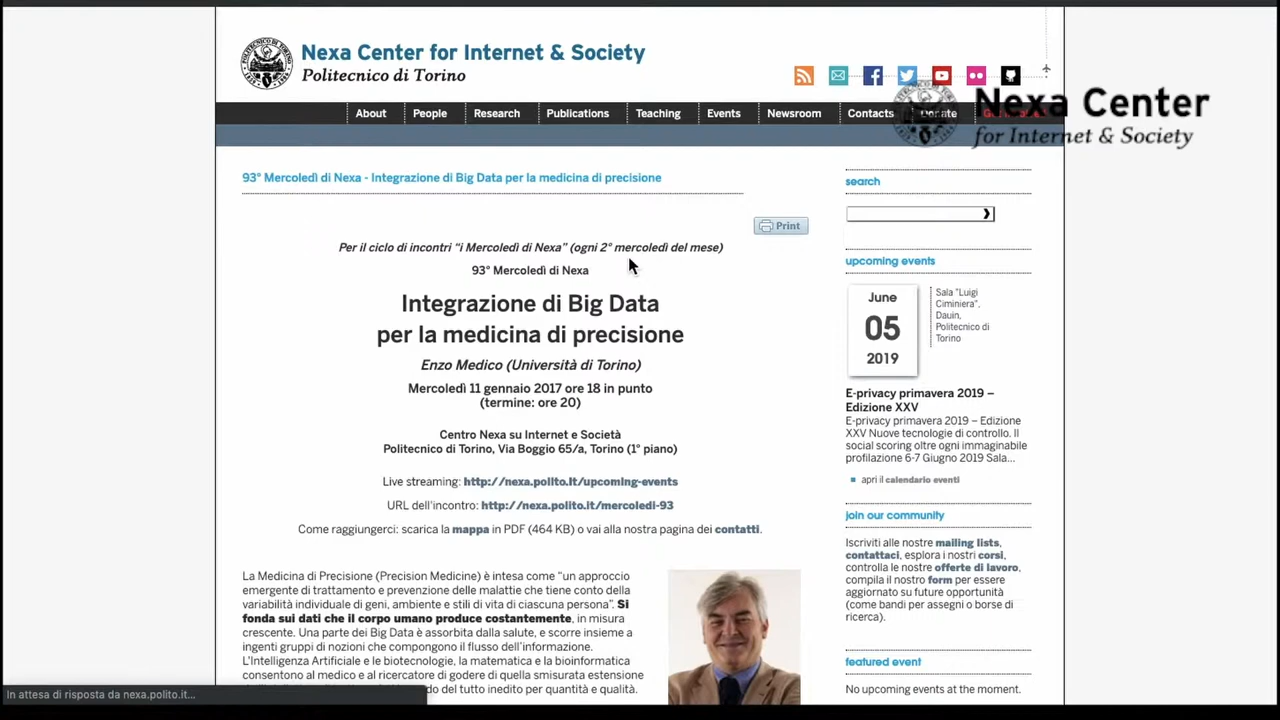 Nexa Center for Internet & Society
Politecnico di Torino
Nexa Center
for Internet & Society
About People Research Publications Teaching Events Newsroom Contacts Donate
93° Mercoledì di Nexa - Integrazione di Big Data per la medicina di precisione
Print
Per il ciclo di incontri “i Mercoledì di Nexa” (ogni 2° mercoledì del mese)
93° Mercoledì di Nexa
Integrazione di Big Data
per la medicina di precisione
Enzo Medico (Università di Torino)
Mercoledì 11 gennaio 2017 ore 18 in punto
(termine: ore 20)
Centro Nexa su Internet e Società
Politecnico di Torino, Via Boggio 65/a, Torino (1° piano)
Live streaming: http://nexa.polito.it/upcoming-events
URL dell'incontro: http://nexa.polito.it/mercoledi-93
Come raggiungerci: scarica la mappa in PDF (464 KB) o vai alla nostra pagina dei contatti.
La Medicina di Precisione (Precision Medicine) è intesa come “un approccio
emergente di trattamento e prevenzione delle malattie che tiene conto della
variabilità individuale di geni, ambiente e stili di vita di ciascuna persona”. Si
fonda sui dati che il corpo umano produce costantemente, in misura
crescente. Una parte dei Big Data è assorbita dalla salute, e scorre insieme a
ingenti gruppi di nozioni che compongono il flusso dell'informazione.
L'Intelligenza Artificiale e le biotecnologie, la matematica e la bioinformatica
consentono al medico e al ricercatore di godere di quella smisurata estensione
del tutto inedito per quantità e qualità.
In attesa di risposta da nexa.polito.it...
search
upcoming events
June
05
2019
Sala "Luigi
Ciminiera",
Dauin,
Politecnico di
Torino
E-privacy primavera 2019 –
Edizione XXV
E-privacy primavera 2019 – Edizione
XXV Nuove tecnologie di controllo. Il
social scoring oltre ogni immaginabile
profilazione 6-7 Giugno 2019 Sala...
apri il calendario eventi
join our community
Iscriviti alle nostre mailing lists,
contattaci, esplora i nostri corsi,
controlla le nostre offerte di lavoro,
compila il nostro form per essere
aggiornato su future opportunità
(come bandi per assegni o borse di
ricerca).
featured event
No upcoming events at the moment.